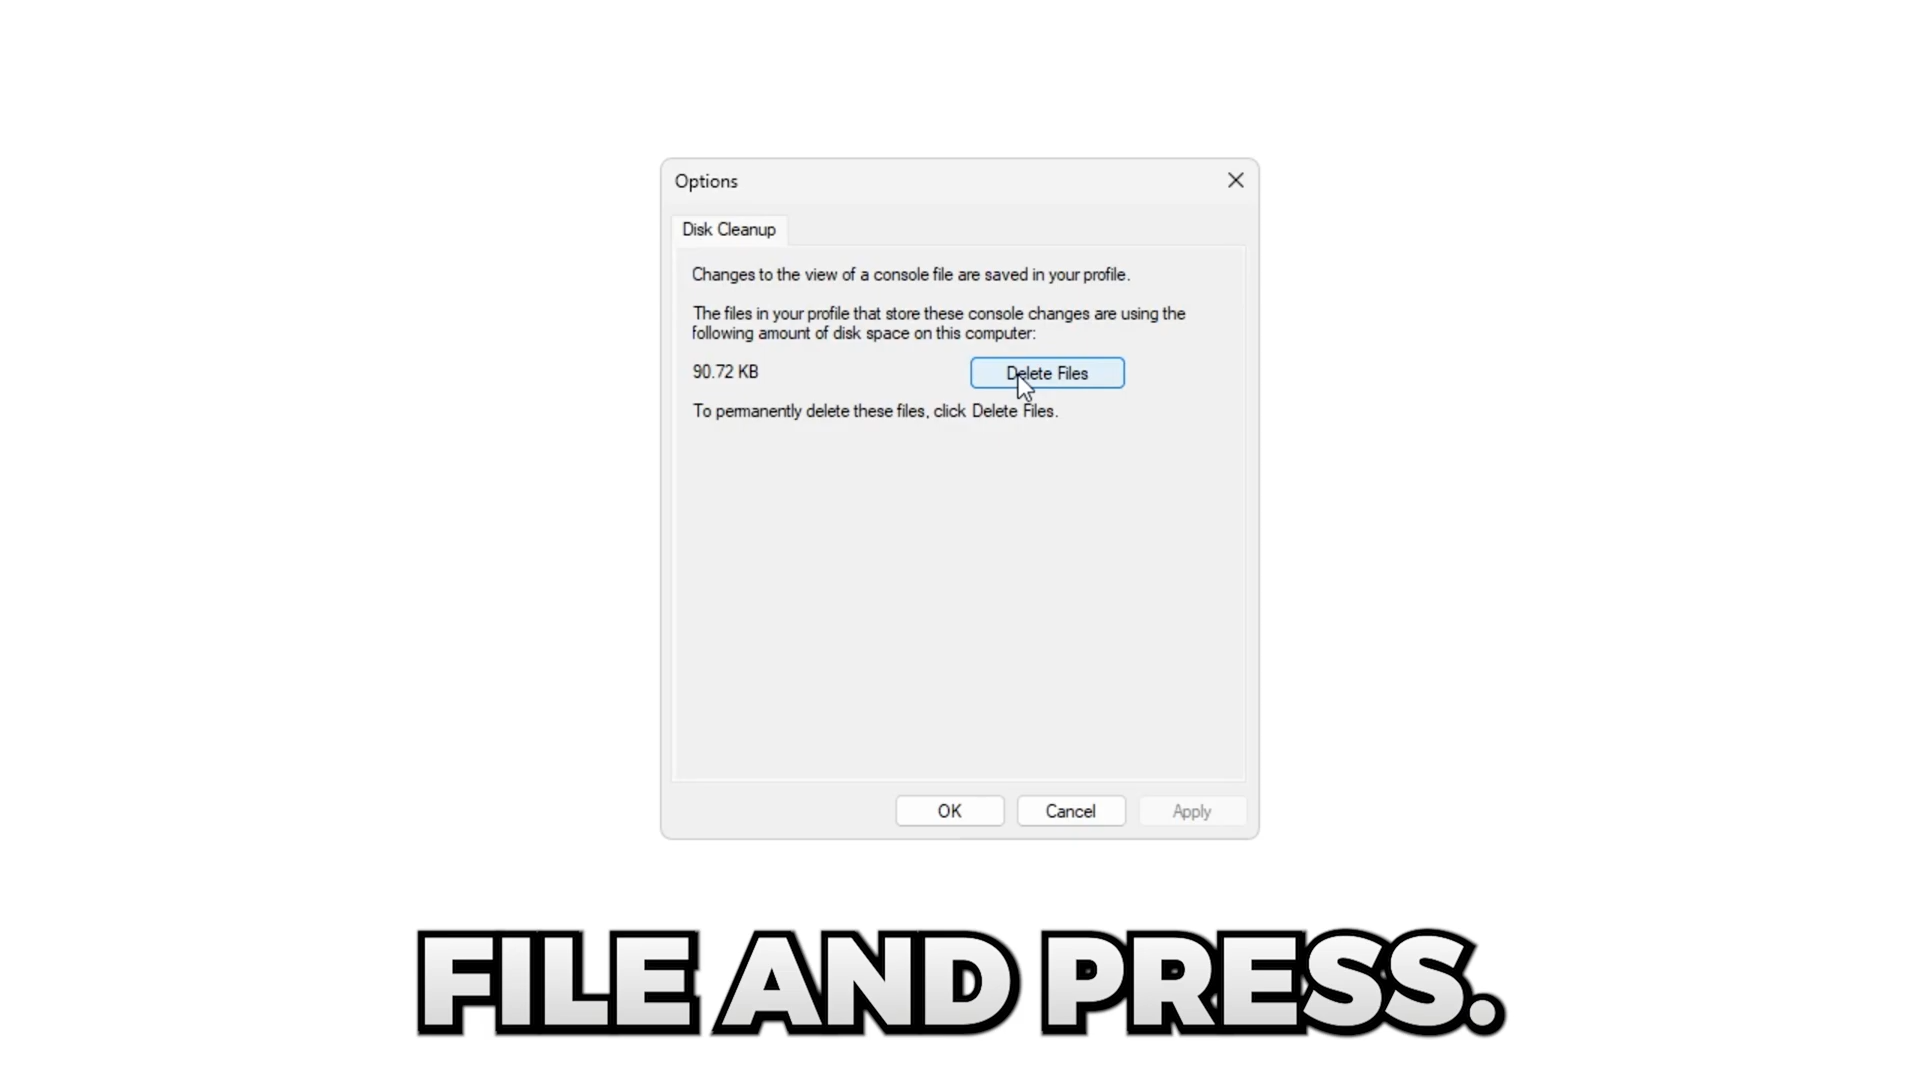 Options
Disk Cleanup
Changes to the view of a console file are saved in your profile.
The files in your profile that store these console changes are using the
following amount of disk space on this computer:
90.72 KB
Delete Files
To permanently delete these files, click Delete Files.
OK
Cancel
Apply
FILE AND PRESS.